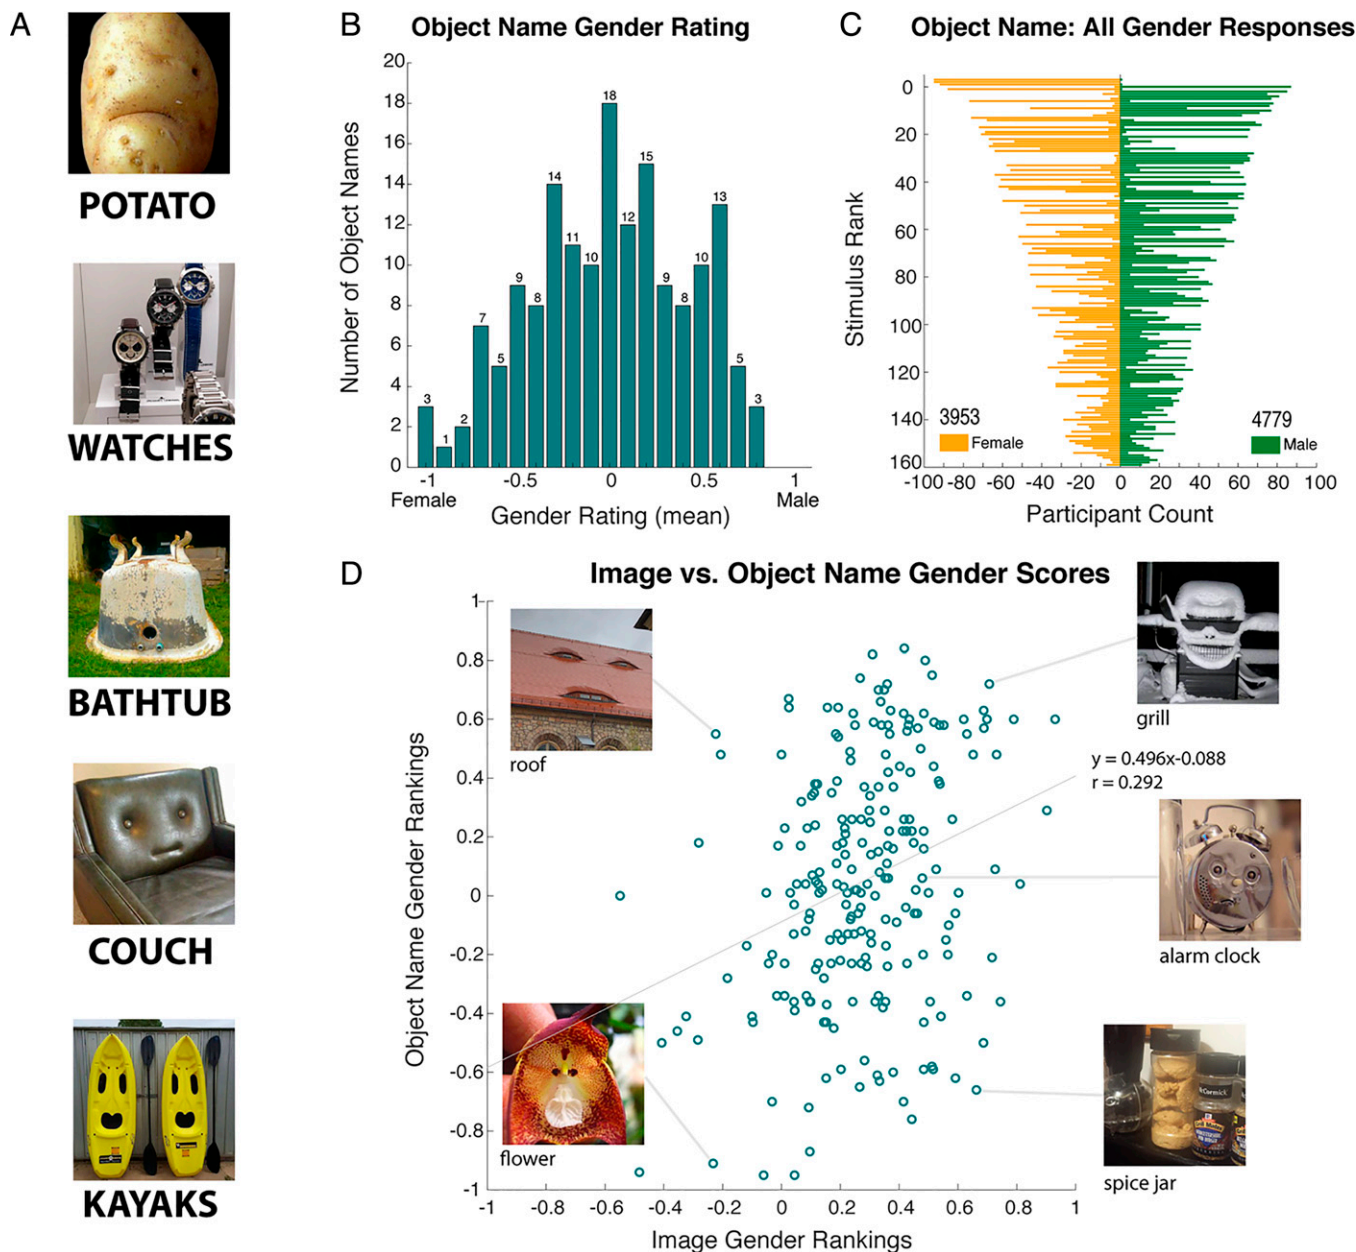 A
POTATO
WATCHES
BATHTUB
COUCH
KAYAKS
B
Object Name Gender Rating
Number of Object Names
20
18
16
14
12
10
8
6
4
2
0
3
1
2
7
5
9
8
14
11
10
18
12
15
9
8
10
13
5
3
-1 -0.5 0 0.5 1
Female Male
Gender Rating (mean)
C
Object Name: All Gender Responses
Stimulus Rank
0
20
40
60
80
100
120
140
160
3953 4779
Female Male
-100 -80 -60 -40 -20 0 20 40 60 80 100
Participant Count
D
Image vs. Object Name Gender Scores
Object Name Gender Rankings
1
0.8
0.6
0.4
0.2
0
-0.2
-0.4
-0.6
-0.8
-1
roof
grill
y = 0.496x-0.088
r = 0.292
alarm clock
flower
McCormick
spice jar
-1 -0.8 -0.6 -0.4 -0.2 0 0.2 0.4 0.6 0.8 1
Image Gender Rankings